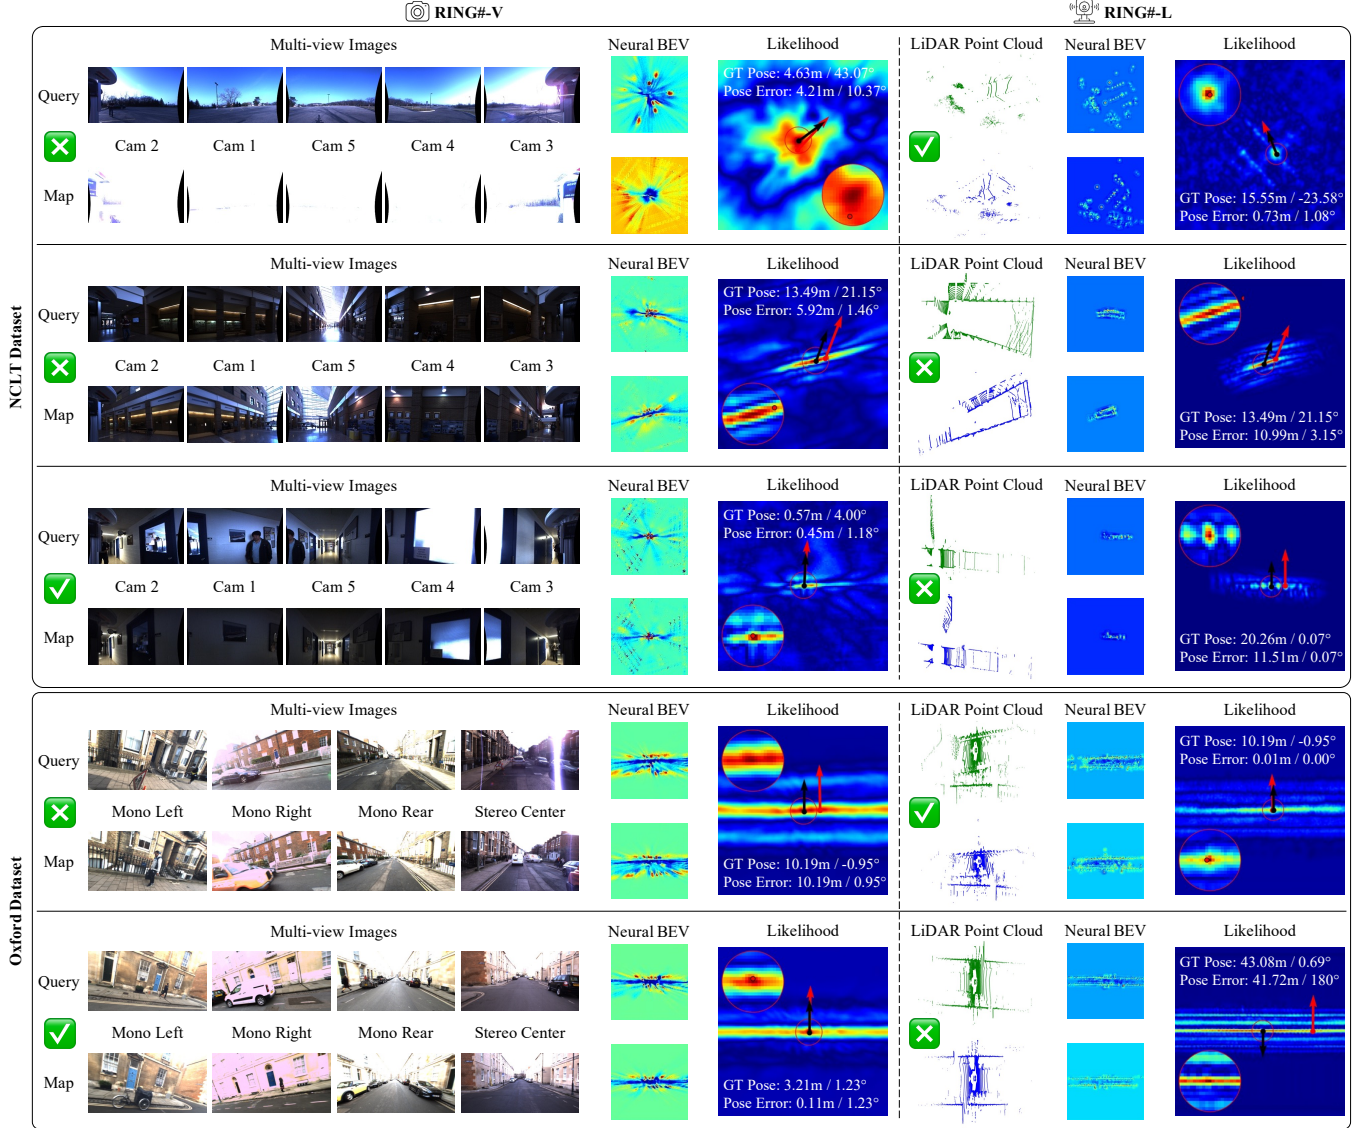 RING#-V
RING#-L
NCLT Dataset
Multi-view Images
Neural BEV
Likelihood
LiDAR Point Cloud
Neural BEV
Likelihood
Query
Cam 2
Cam 1
Cam 5
Cam 4
Cam 3
Map
GT Pose: 4.63m / 43.07°
Pose Error: 4.21m / 10.37°
GT Pose: 15.55m / -23.58°
Pose Error: 0.73m / 1.08°
Multi-view Images
Neural BEV
Likelihood
LiDAR Point Cloud
Neural BEV
Likelihood
Query
Cam 2
Cam 1
Cam 5
Cam 4
Cam 3
Map
GT Pose: 13.49m / 21.15°
Pose Error: 5.92m / 1.46°
GT Pose: 13.49m / 21.15°
Pose Error: 10.99m / 3.15°
Multi-view Images
Neural BEV
Likelihood
LiDAR Point Cloud
Neural BEV
Likelihood
Query
Cam 2
Cam 1
Cam 5
Cam 4
Cam 3
Map
GT Pose: 0.57m / 4.00°
Pose Error: 0.45m / 1.18°
GT Pose: 20.26m / 0.07°
Pose Error: 11.51m / 0.07°
Oxford Dataset
Multi-view Images
Neural BEV
Likelihood
LiDAR Point Cloud
Neural BEV
Likelihood
Query
Mono Left
Mono Right
Mono Rear
Stereo Center
Map
GT Pose: 10.19m / -0.95°
Pose Error: 10.19m / 0.95°
GT Pose: 10.19m / -0.95°
Pose Error: 0.01m / 0.00°
Multi-view Images
Neural BEV
Likelihood
LiDAR Point Cloud
Neural BEV
Likelihood
Query
Mono Left
Mono Right
Mono Rear
Stereo Center
Map
GT Pose: 3.21m / 1.23°
Pose Error: 0.11m / 1.23°
GT Pose: 43.08m / 0.69°
Pose Error: 41.72m / 180°